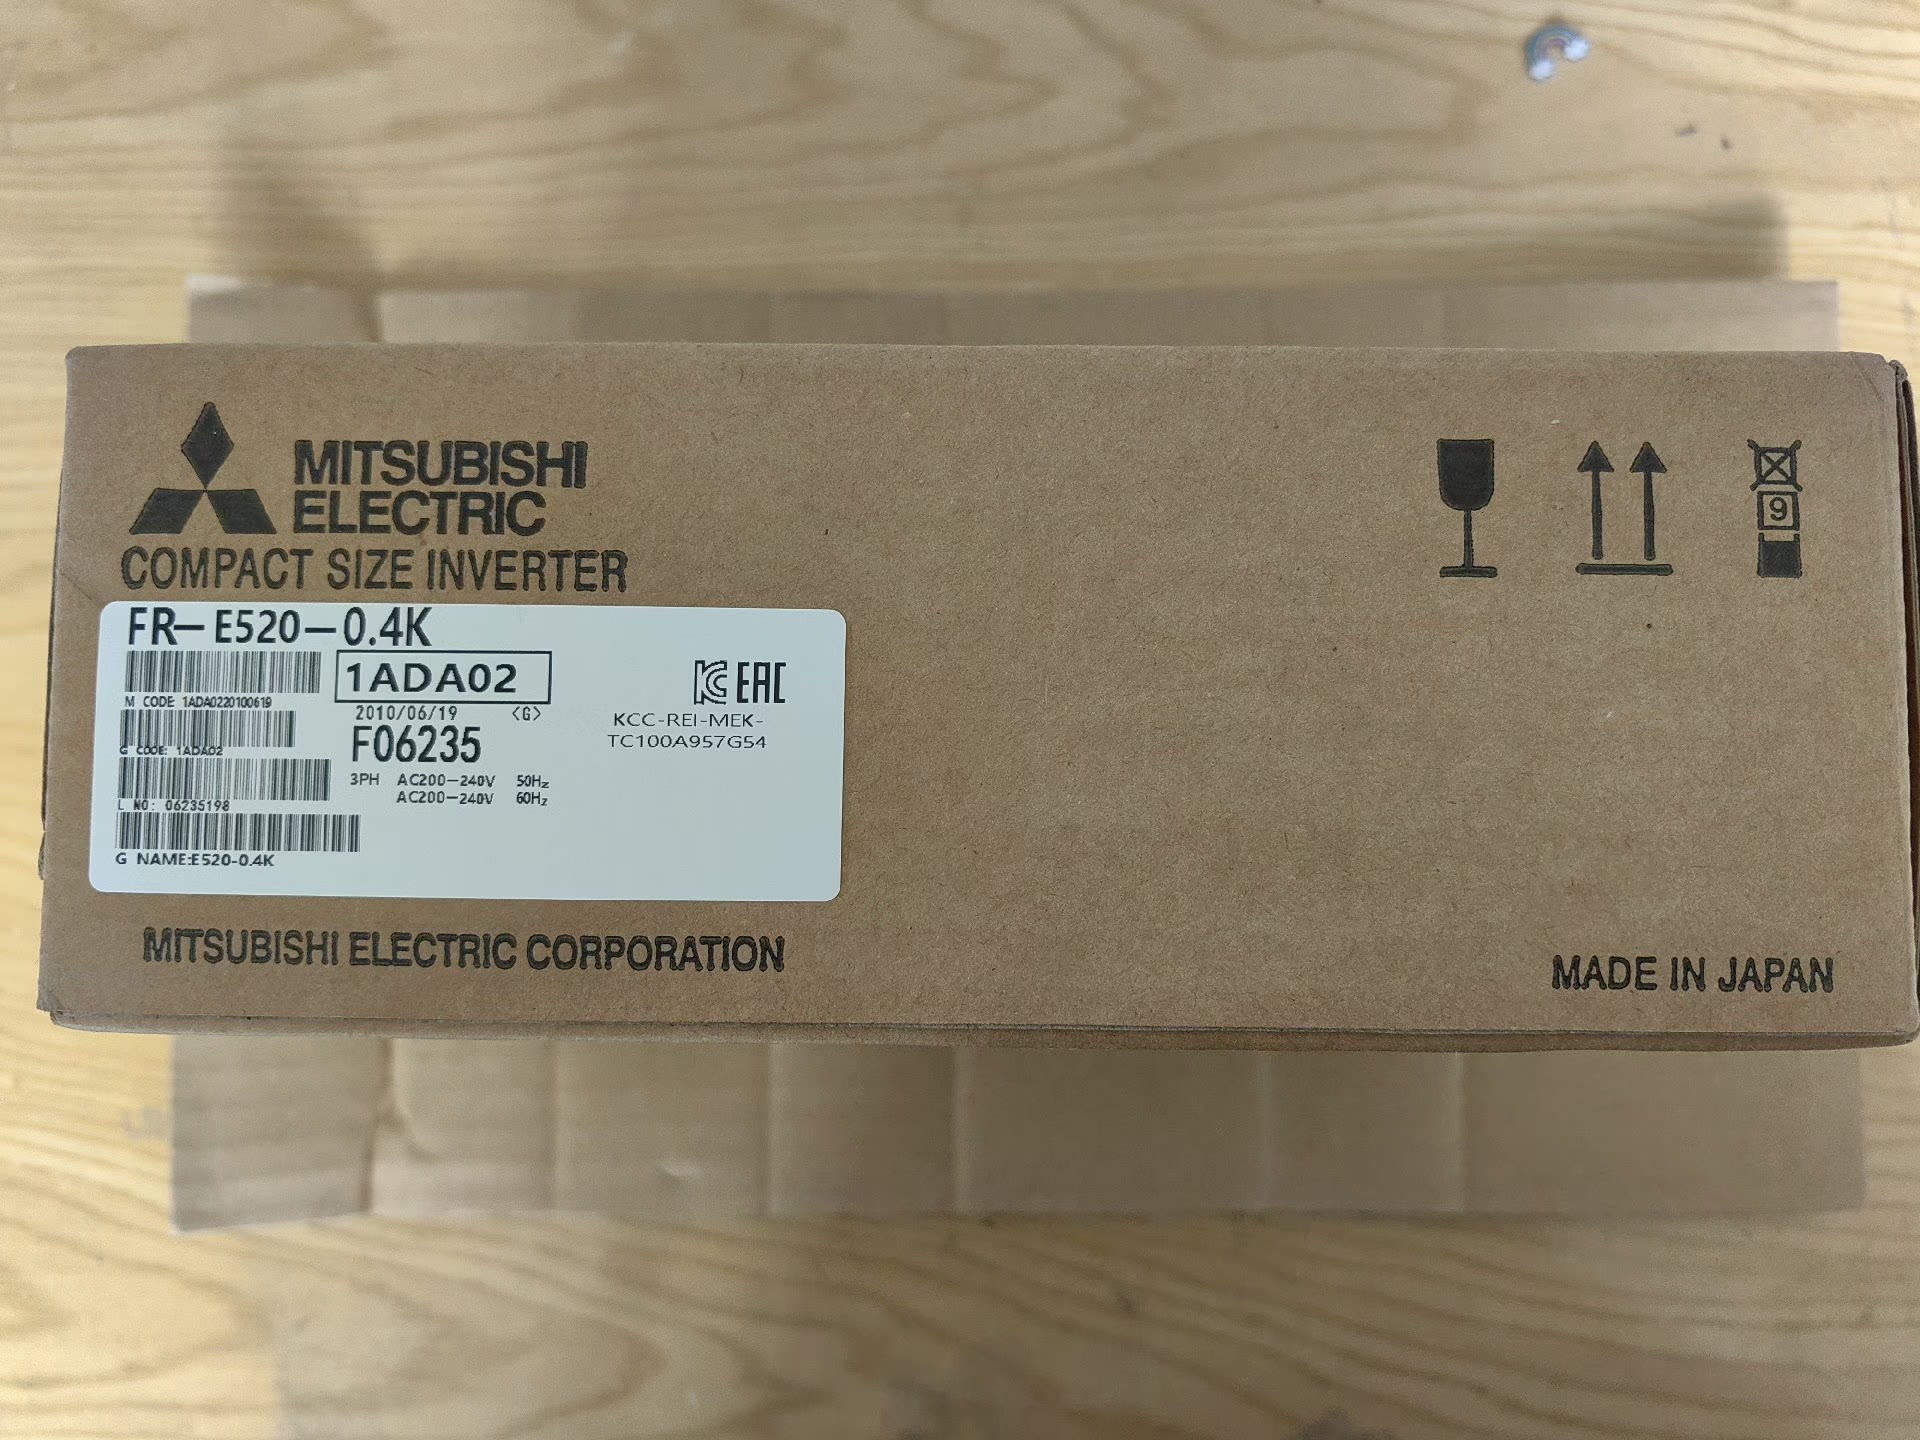 MITSUBISHI
ELECTRIC
COMPACT SIZE INVERTER
9
FR-E520-0.4K
1ADA02
M CODE: 1ADA0220100619
2010/06/19 <G>
F06235
G CODE: 1ADA02
3PH AC200-240V 50Hz
AC200-240V 60Hz
L NO: 06235198
G NAME:E520-0.4K
KC EAC
KCC-REI-MEK-
TC100A957G54
MITSUBISHI ELECTRIC CORPORATION
MADE IN JAPAN